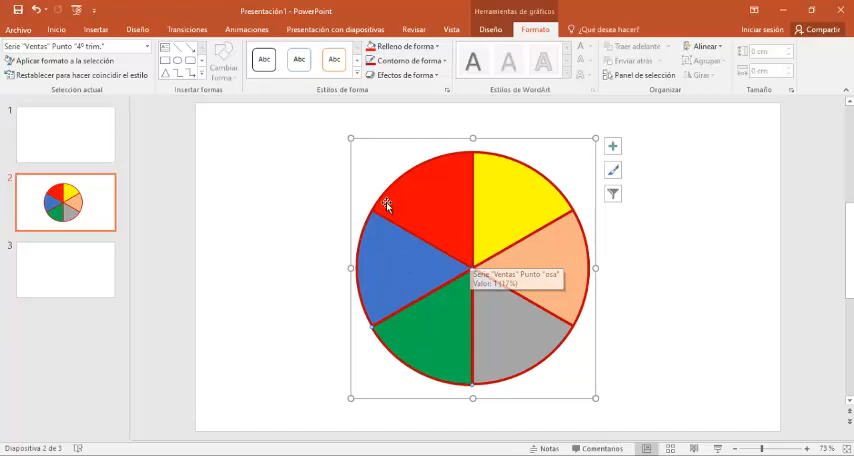 Presentación1 - PowerPoint
Herramientas de gráficos
Archivo Inicio Insertar Diseño Transiciones Animaciones Presentación con diapositivas Revisar Vista Diseño Formato ¿Qué desea hacer? Iniciar sesión Compartir
Serie "Ventas" Punto "4º trim."
Aplicar formato a la selección
Restablecer para hacer coincidir el estilo
Selección actual
Cambiar
forma
Insertar formas
Abc Abc Abc
Relleno de forma
Contorno de forma
Efectos de forma
Estilos de forma
A A A
Estilos de WordArt
Traer adelante
Enviar atrás
Panel de selección
Alinear
Agrupar
Girar
Organizar
0 cm
0 cm
Tamaño
1
2
3
Serie "Ventas" Punto "osa"
Valor: 1 (17%)
Diapositiva 2 de 3
Notas Comentarios 73 %